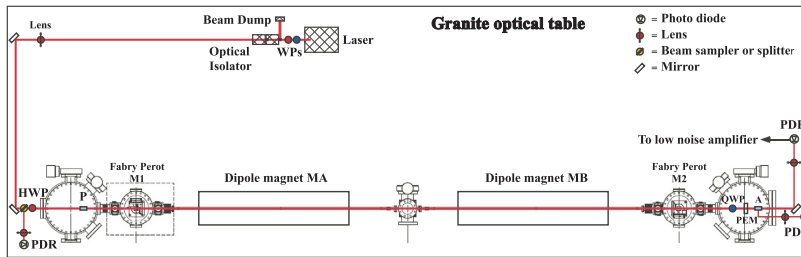 Granite optical table
= Photo diode
= Lens
= Beam sampler or splitter
= Mirror
Lens
Beam Dump
Optical
Isolator
WPs
Laser
PDE
To low noise amplifier
HWP
P
Fabry Perot
M1
Dipole magnet MA
Dipole magnet MB
Fabry Perot
M2
QWP
A
PEM
PDR